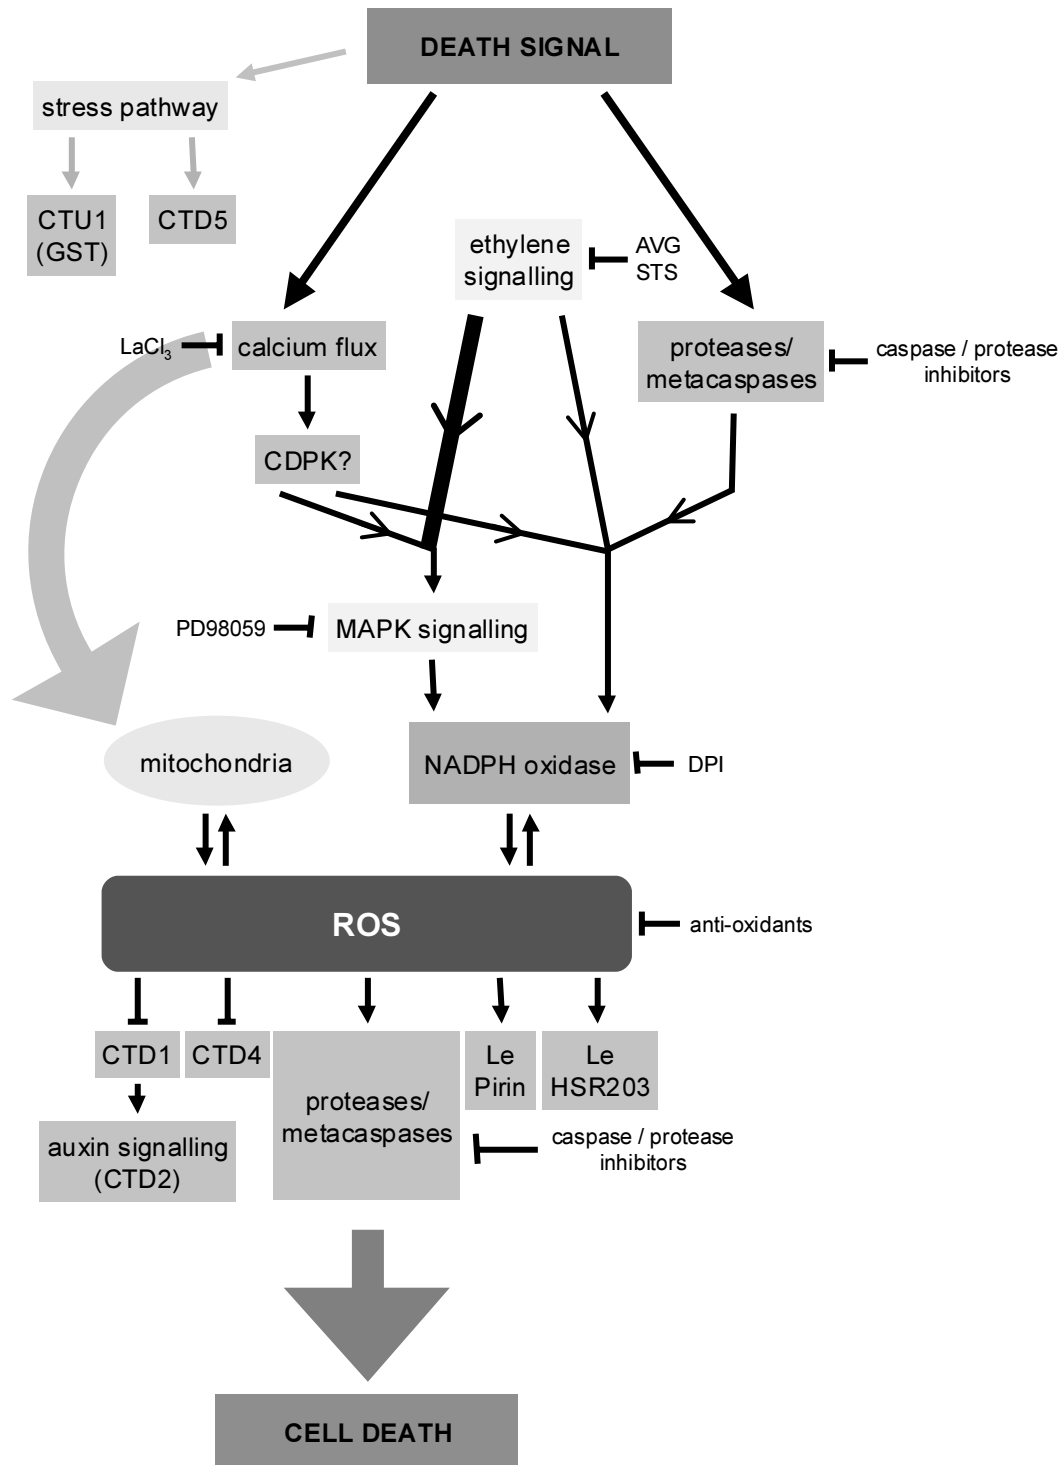 DEATH SIGNAL
stress pathway
CTU1
(GST)
CTD5
ethylene
signalling
AVG
STS
LaCl₃
calcium flux
proteases/
metacaspases
caspase / protease
inhibitors
CDPK?
PD98059
MAPK signalling
mitochondria
NADPH oxidase
DPI
ROS
anti-oxidants
CTD1
CTD4
proteases/
metacaspases
Le
Pirin
Le
HSR203
auxin signalling
(CTD2)
caspase / protease
inhibitors
CELL DEATH